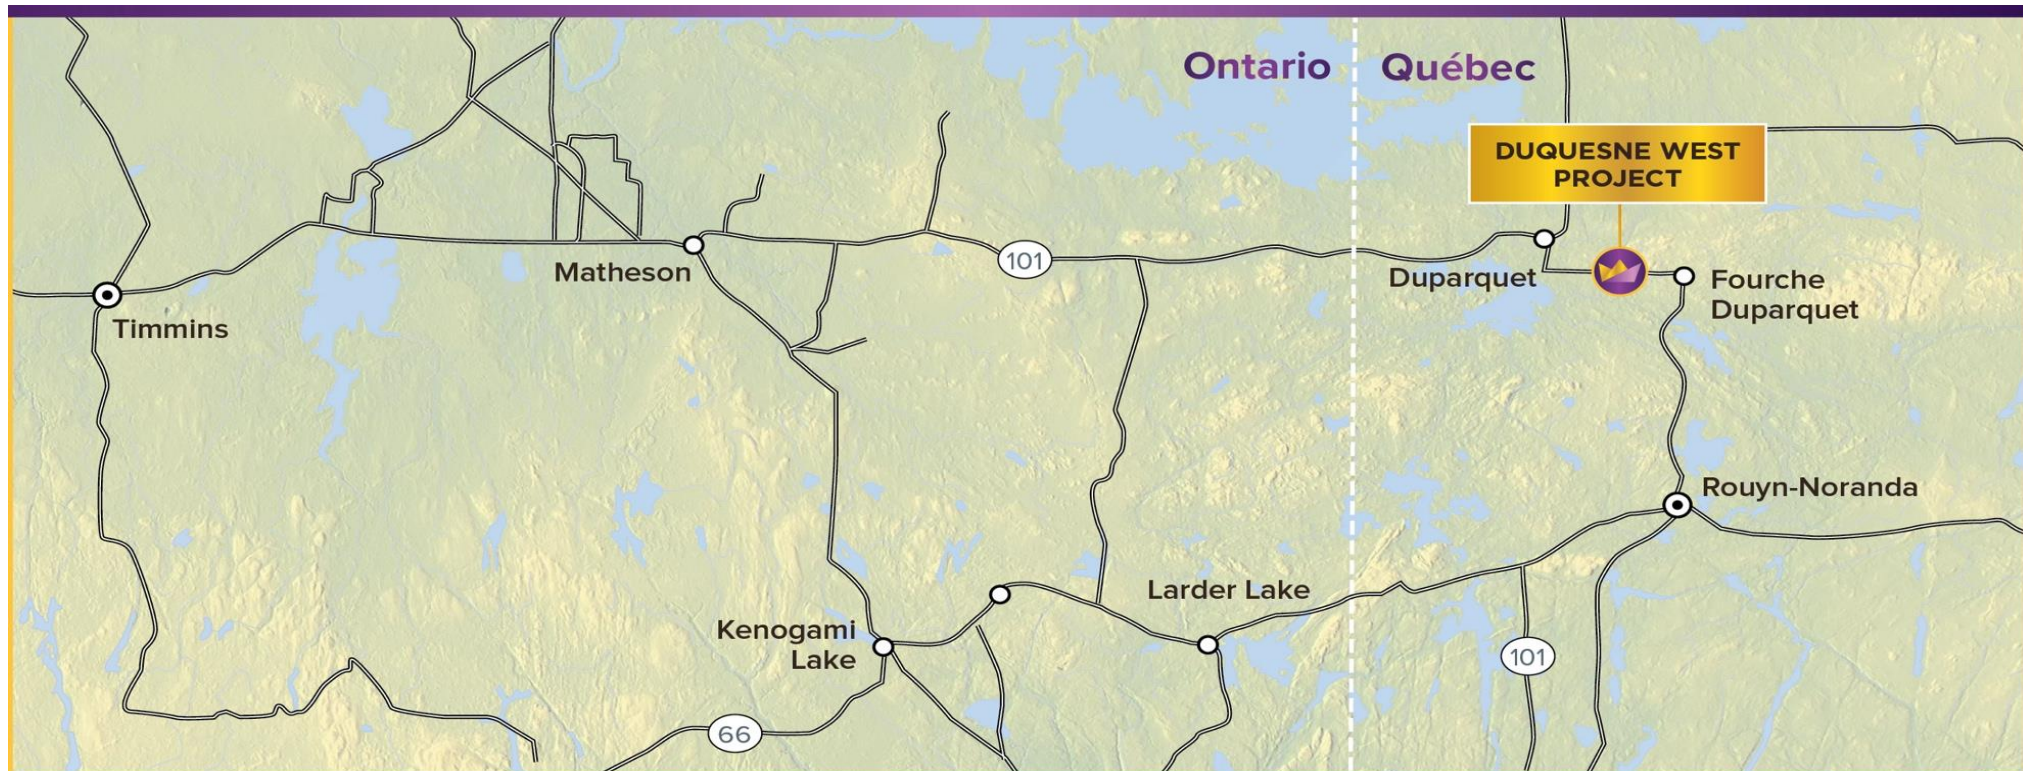 Ontario
Québec
DUQUESNE WEST
PROJECT
101
Matheson
Duparquet
Fourche
Duparquet
Timmins
Rouyn-Noranda
Larder Lake
Kenogami
Lake
101
66